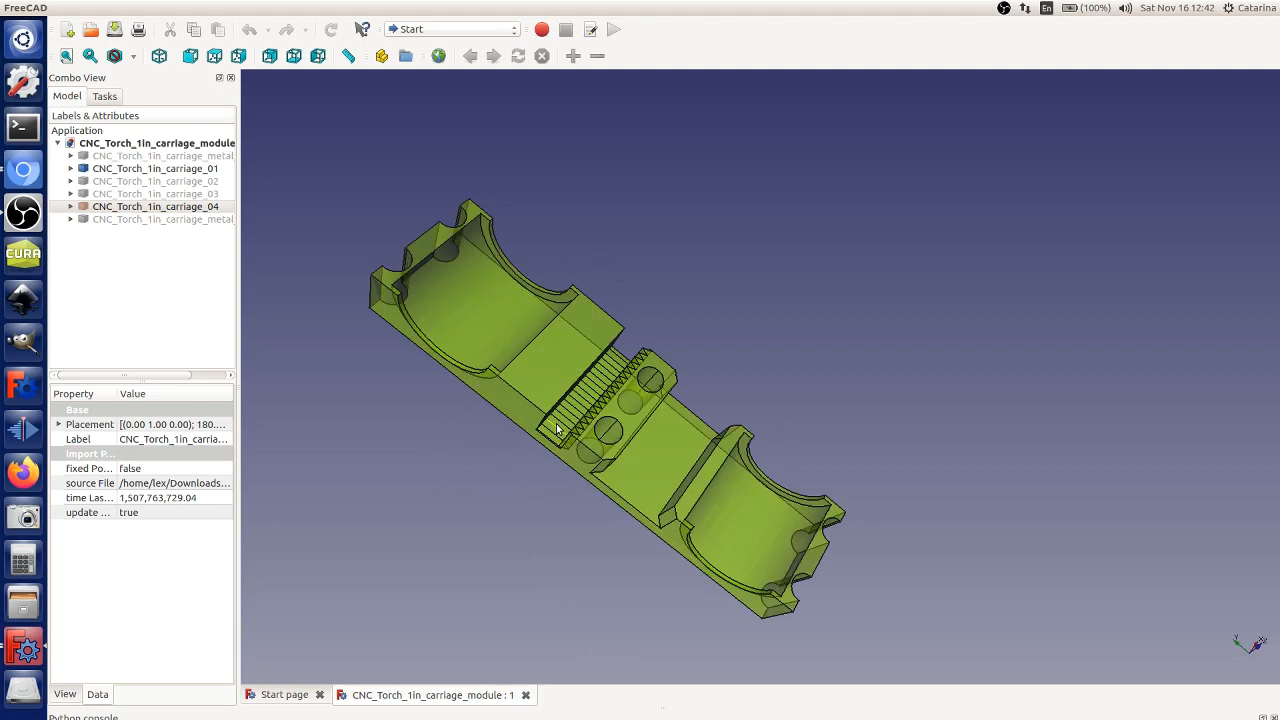 FreeCAD
En
(100%)
Sat Nov 16 12:42
Catarina
Start
Combo View
Model
Tasks
Labels & Attributes
Application
CNC_Torch_1in_carriage_module
CNC_Torch_1in_carriage_metal
CNC_Torch_1in_carriage_01
CNC_Torch_1in_carriage_02
CNC_Torch_1in_carriage_03
CNC_Torch_1in_carriage_04
CNC_Torch_1in_carriage_metal
Property Value
Base
Placement [(0.00 1.00 0.00); 180....
Label CNC_Torch_1in_carria...
Import P...
fixed Po... false
source File /home/lex/Downloads...
time Las... 1,507,763,729.04
update ... true
CURA
View
Data
Start page
CNC_Torch_1in_carriage_module : 1
Python console